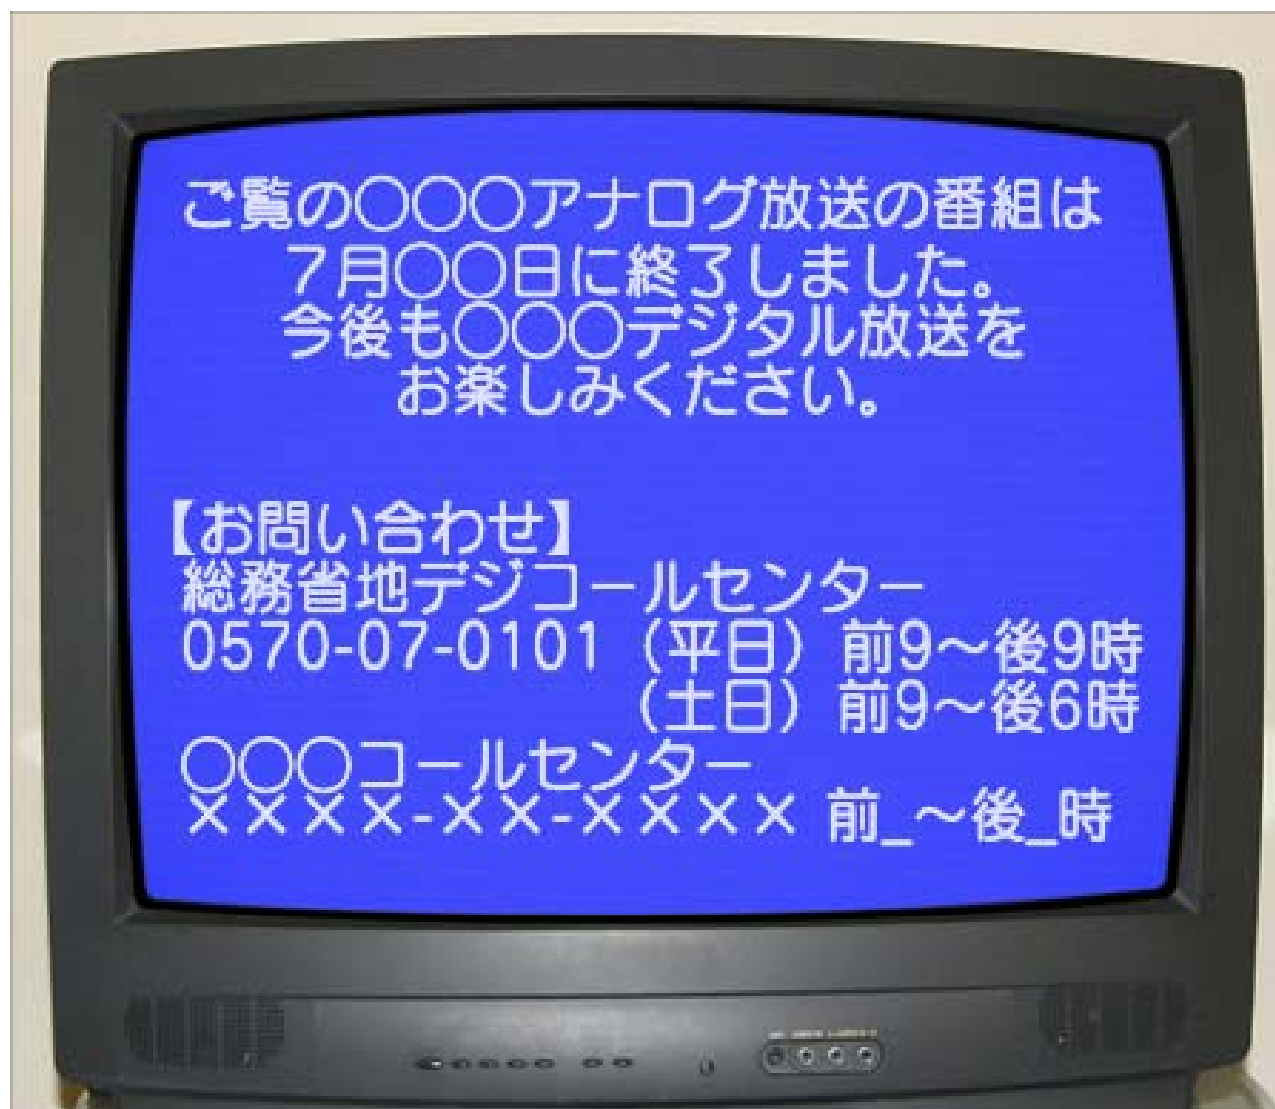 ご覧の○○○アナログ放送の番組は
7月○○日に終了しました。
今後も○○○デジタル放送を
お楽しみください。
【お問い合わせ】
総務省地デジコールセンター
0570-07-0101（平日）前9～後9時
（土日）前9～後6時
○○○コールセンター
××××-××-×××× 前_～後_時